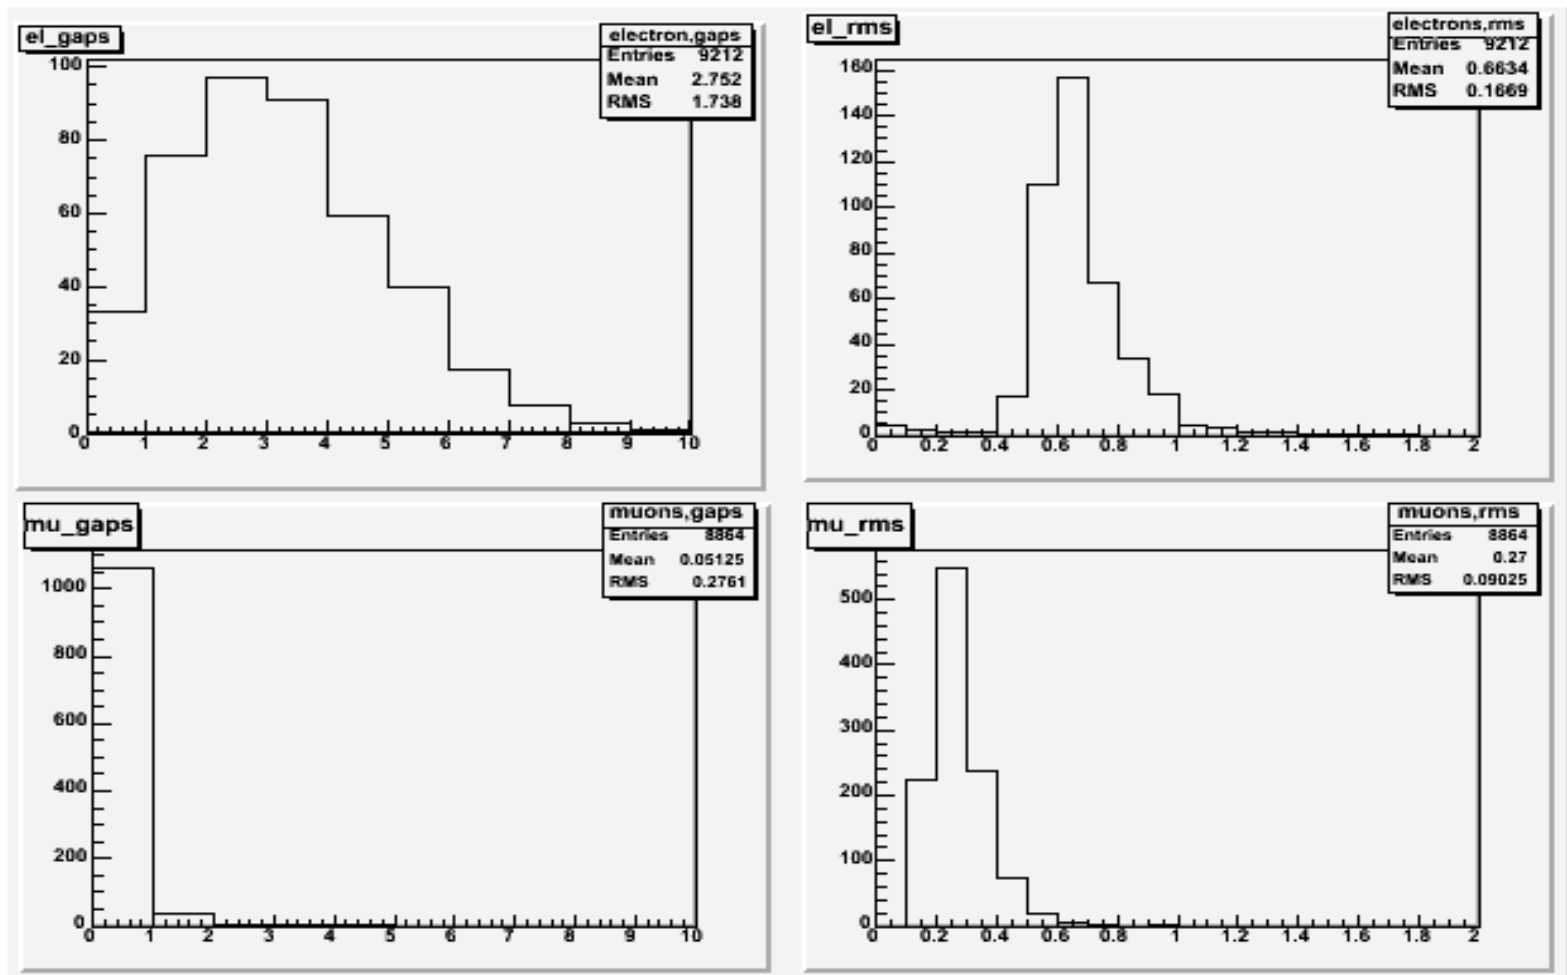 el_gaps
electron,gaps
Entries 9212
Mean 2.752
RMS 1.738
100
80
60
40
20
0
0 1 2 3 4 5 6 7 8 9 10
el_rms
electrons,rms
Entries 9212
Mean 0.6634
RMS 0.1669
160
140
120
100
80
60
40
20
0
0 0.2 0.4 0.6 0.8 1 1.2 1.4 1.6 1.8 2
mu_gaps
muons,gaps
Entries 8864
Mean 0.05125
RMS 0.2761
1000
800
600
400
200
0
0 1 2 3 4 5 6 7 8 9 10
mu_rms
muons,rms
Entries 8864
Mean 0.27
RMS 0.09025
500
400
300
200
100
0
0 0.2 0.4 0.6 0.8 1 1.2 1.4 1.6 1.8 2